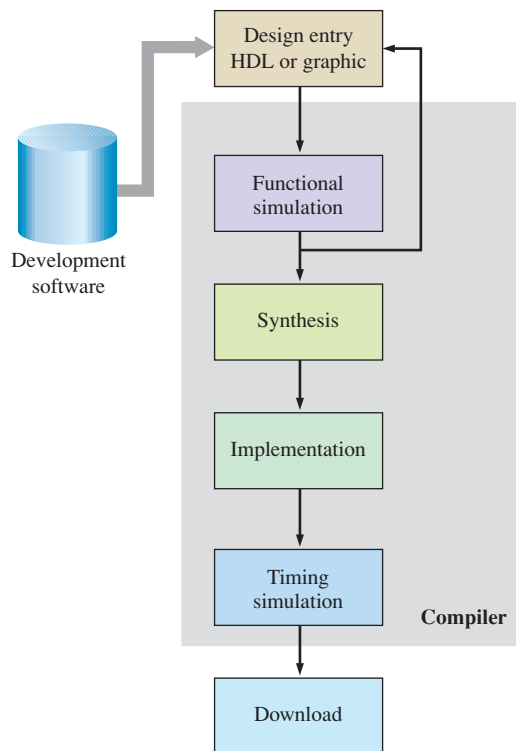 Design entry
HDL or graphic
Functional
simulation
Development
software
Synthesis
Implementation
Timing
simulation
Compiler
Download